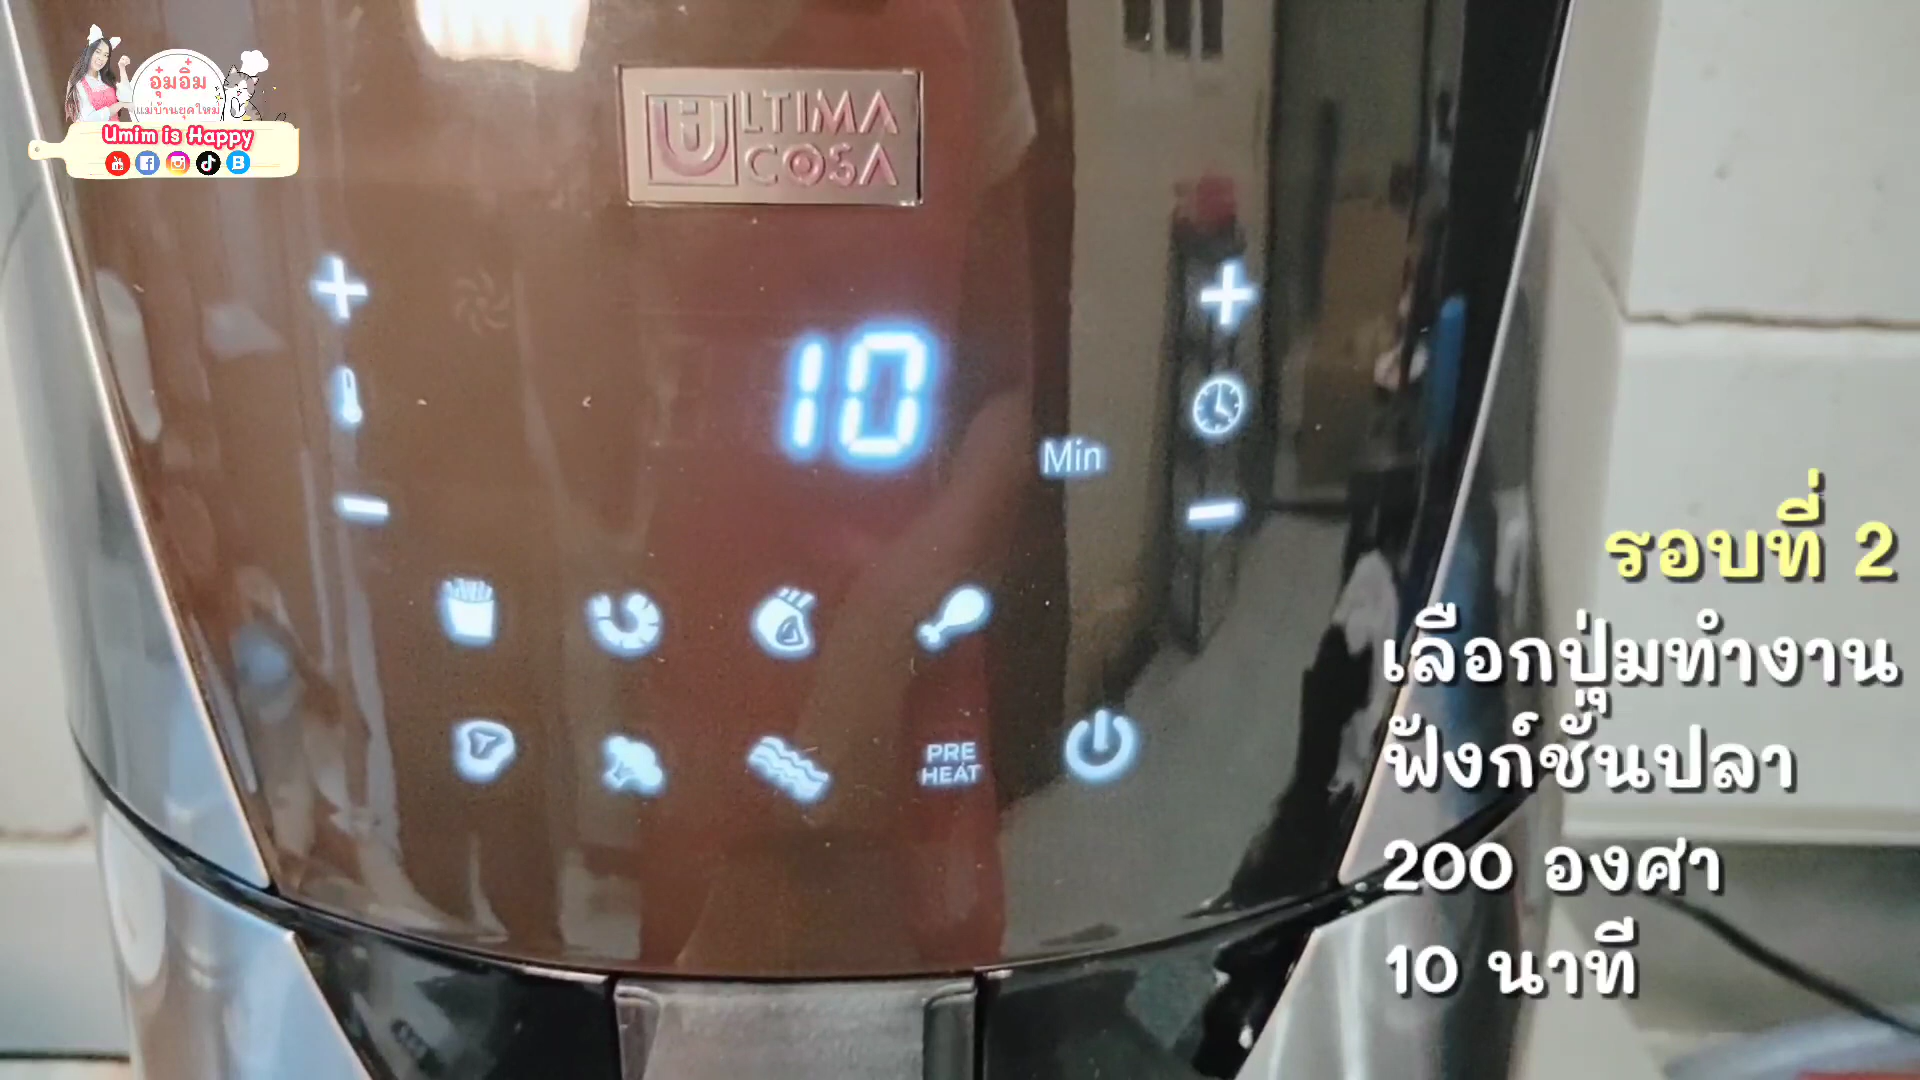 อุ๋มอิ๋ม
แม่บ้านยุคใหม่
Umim is Happy
ULTIMA
COSA
10
Min
PRE
HEAT
รอบที่ 2
เลือกปุ่มทำงาน
ฟังก์ชั่นปลา
200 องศา
10 นาที